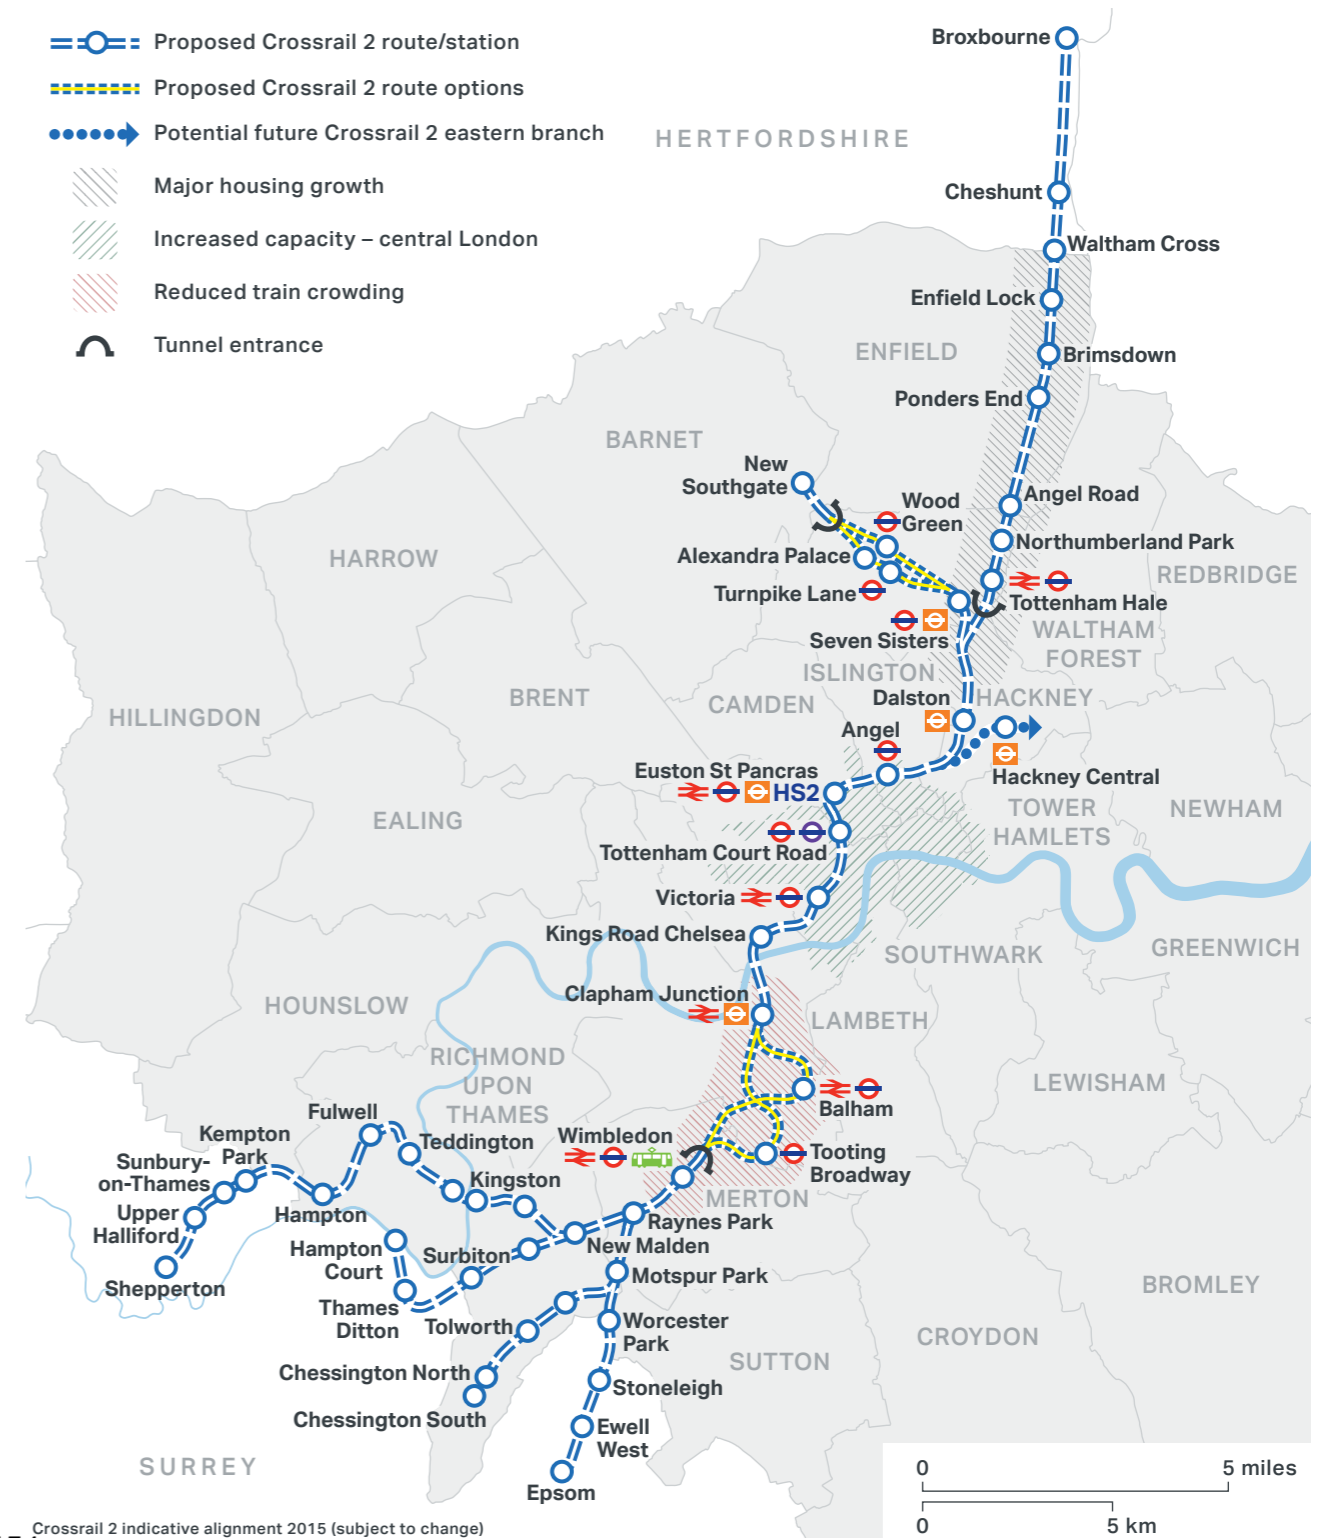 Proposed Crossrail 2 route/station
Proposed Crossrail 2 route options
Potential future Crossrail 2 eastern branch
Major housing growth
Increased capacity – central London
Reduced train crowding
Tunnel entrance
Broxbourne
HERTFORDSHIRE
Cheshunt
Waltham Cross
Enfield Lock
ENFIELD
Brimsdown
Ponders End
BARNET
New
Southgate
Angel Road
Wood
Green
Northumberland Park
Alexandra Palace
HARROW
REDBRIDGE
Turnpike Lane
Tottenham Hale
Seven Sisters
WALTHAM
FOREST
ISLINGTON
BRENT
CAMDEN
Dalston
HACKNEY
HILLINGDON
Angel
Euston St Pancras
HS2
Hackney Central
TOWER
HAMLETS
NEWHAM
EALING
Tottenham Court Road
Victoria
Kings Road Chelsea
SOUTHWARK
GREENWICH
Clapham Junction
HOUNSLOW
LAMBETH
RICHMOND
UPON
THAMES
LEWISHAM
Balham
Fulwell
Teddington
Wimbledon
Kempton
Park
Tooting
Broadway
Sunbury-
on-Thames
Kingston
MERTON
Upper
Halliford
Hampton
Raynes Park
New Malden
Hampton
Court
Surbiton
Motspur Park
Shepperton
Thames
Ditton
Tolworth
Worcester
Park
BROMLEY
CROYDON
SUTTON
Chessington North
Stoneleigh
Chessington South
Ewell
West
SURREY
Epsom
0
5 miles
0
5 km
Crossrail 2 indicative alignment 2015 (subject to change)